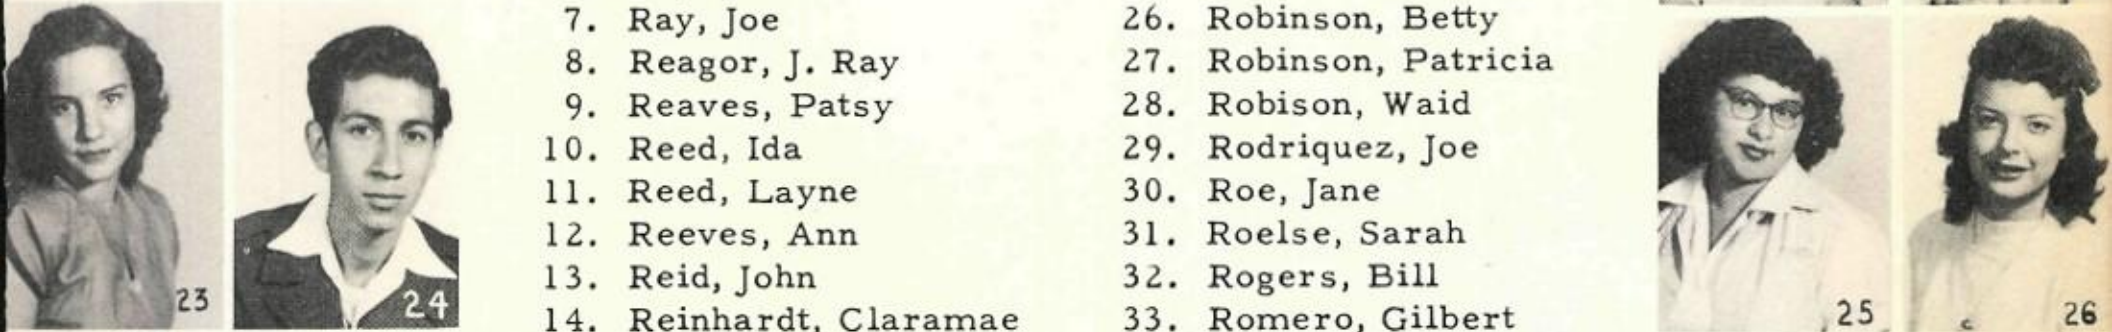 7. Ray, Joe
8. Reagor, J. Ray
9. Reaves, Patsy
10. Reed, Ida
11. Reed, Layne
12. Reeves, Ann
13. Reid, John
14. Reinhardt, Claramae
26. Robinson, Betty
27. Robinson, Patricia
28. Robison, Waid
29. Rodriquez, Joe
30. Roe, Jane
31. Roelse, Sarah
32. Rogers, Bill
33. Romero, Gilbert
23
24
25
26